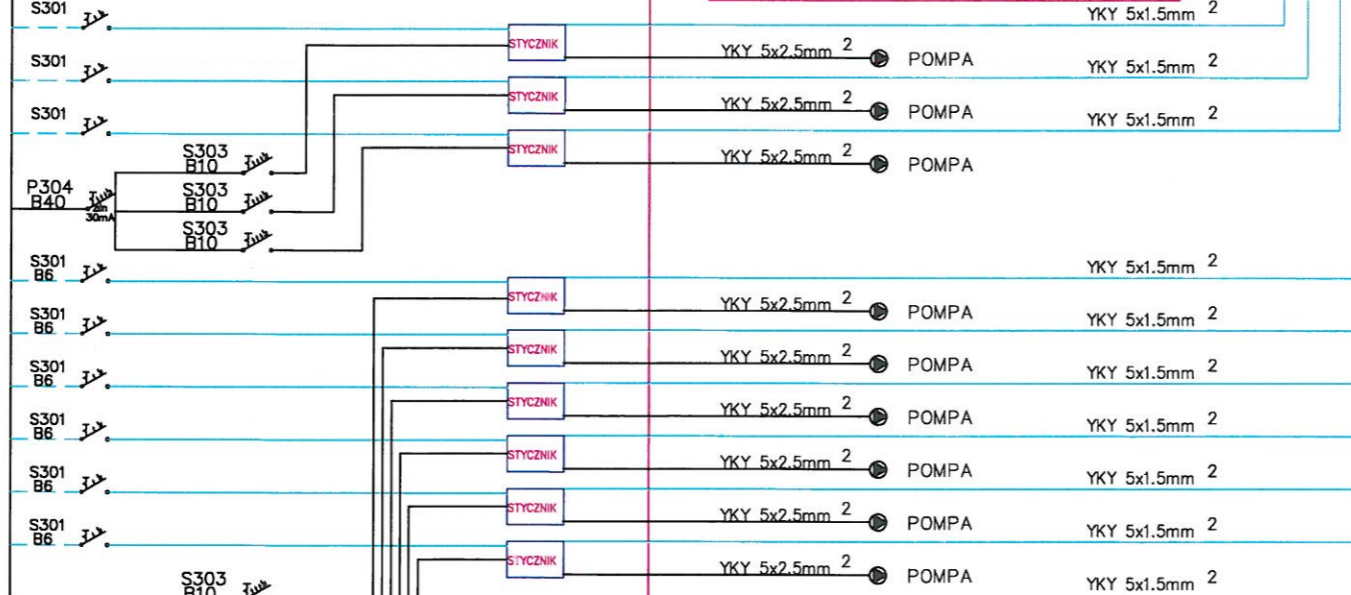 S301
YKY 5x1.5mm 2
STYCZNIK
YKY 5x2.5mm 2
POMPA
S301
YKY 5x1.5mm 2
STYCZNIK
YKY 5x2.5mm 2
POMPA
S301
YKY 5x1.5mm 2
STYCZNIK
YKY 5x2.5mm 2
POMPA
S303
B10
P304
B40
30mA
S303
B10
S303
B10
S301
B6
YKY 5x1.5mm 2
STYCZNIK
YKY 5x2.5mm 2
POMPA
S301
B6
YKY 5x1.5mm 2
STYCZNIK
YKY 5x2.5mm 2
POMPA
S301
B6
YKY 5x1.5mm 2
STYCZNIK
YKY 5x2.5mm 2
POMPA
S301
B6
YKY 5x1.5mm 2
STYCZNIK
YKY 5x2.5mm 2
POMPA
S301
B6
YKY 5x1.5mm 2
STYCZNIK
YKY 5x2.5mm 2
POMPA
S301
B6
YKY 5x1.5mm 2
STYCZNIK
YKY 5x2.5mm 2
POMPA
S303
B10
YKY 5x1.5mm 2